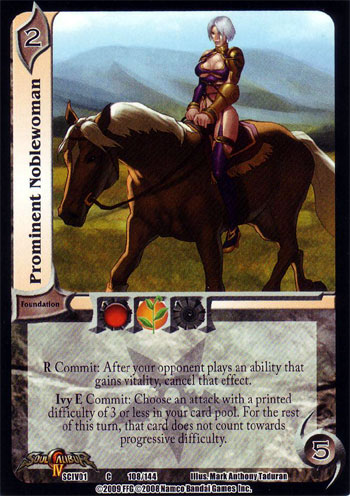 2
Prominent Noblewoman
Foundation
R Commit: After your opponent plays an ability that
gains vitality, cancel that effect.
Ivy E Commit: Choose an attack with a printed
difficulty of 3 or less in your card pool. For the rest
of this turn, that card does not count towards
progressive difficulty.
5
SOULCALIBUR
IV
SCIV01 C 108/144 Illus. Mark Anthony Taduran
©2009 FFG ©2008 Namco Bandai Games Inc.